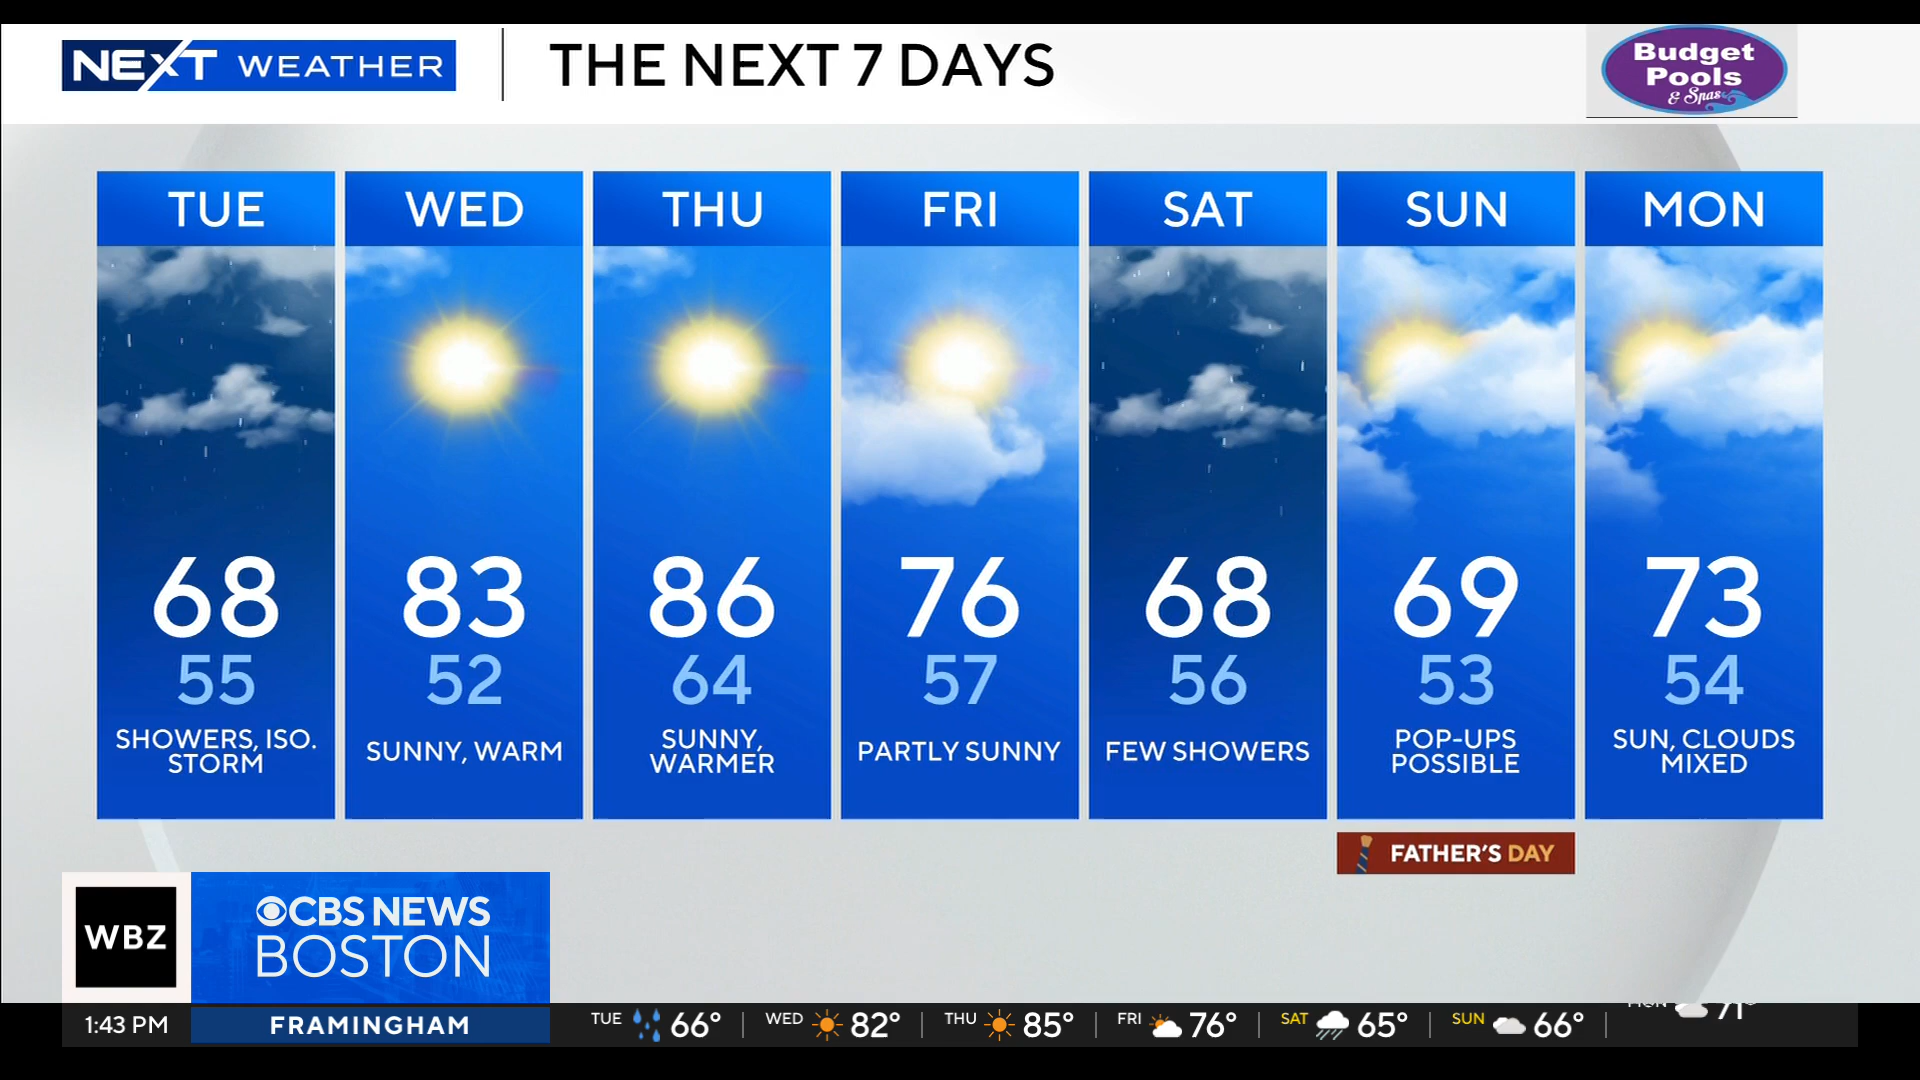 NEXT WEATHER
THE NEXT 7 DAYS
Budget
Pools
& Spas
TUE
68
55
SHOWERS, ISO.
STORM
WED
83
52
SUNNY, WARM
THU
86
64
SUNNY,
WARMER
FRI
76
57
PARTLY SUNNY
SAT
68
56
FEW SHOWERS
SUN
69
53
POP-UPS
POSSIBLE
FATHER'S DAY
MON
73
54
SUN, CLOUDS
MIXED
WBZ
CBS NEWS
BOSTON
1:43 PM
FRAMINGHAM
TUE 66° WED 82° THU 85° FRI 76° SAT 65° SUN 66° MON 71°